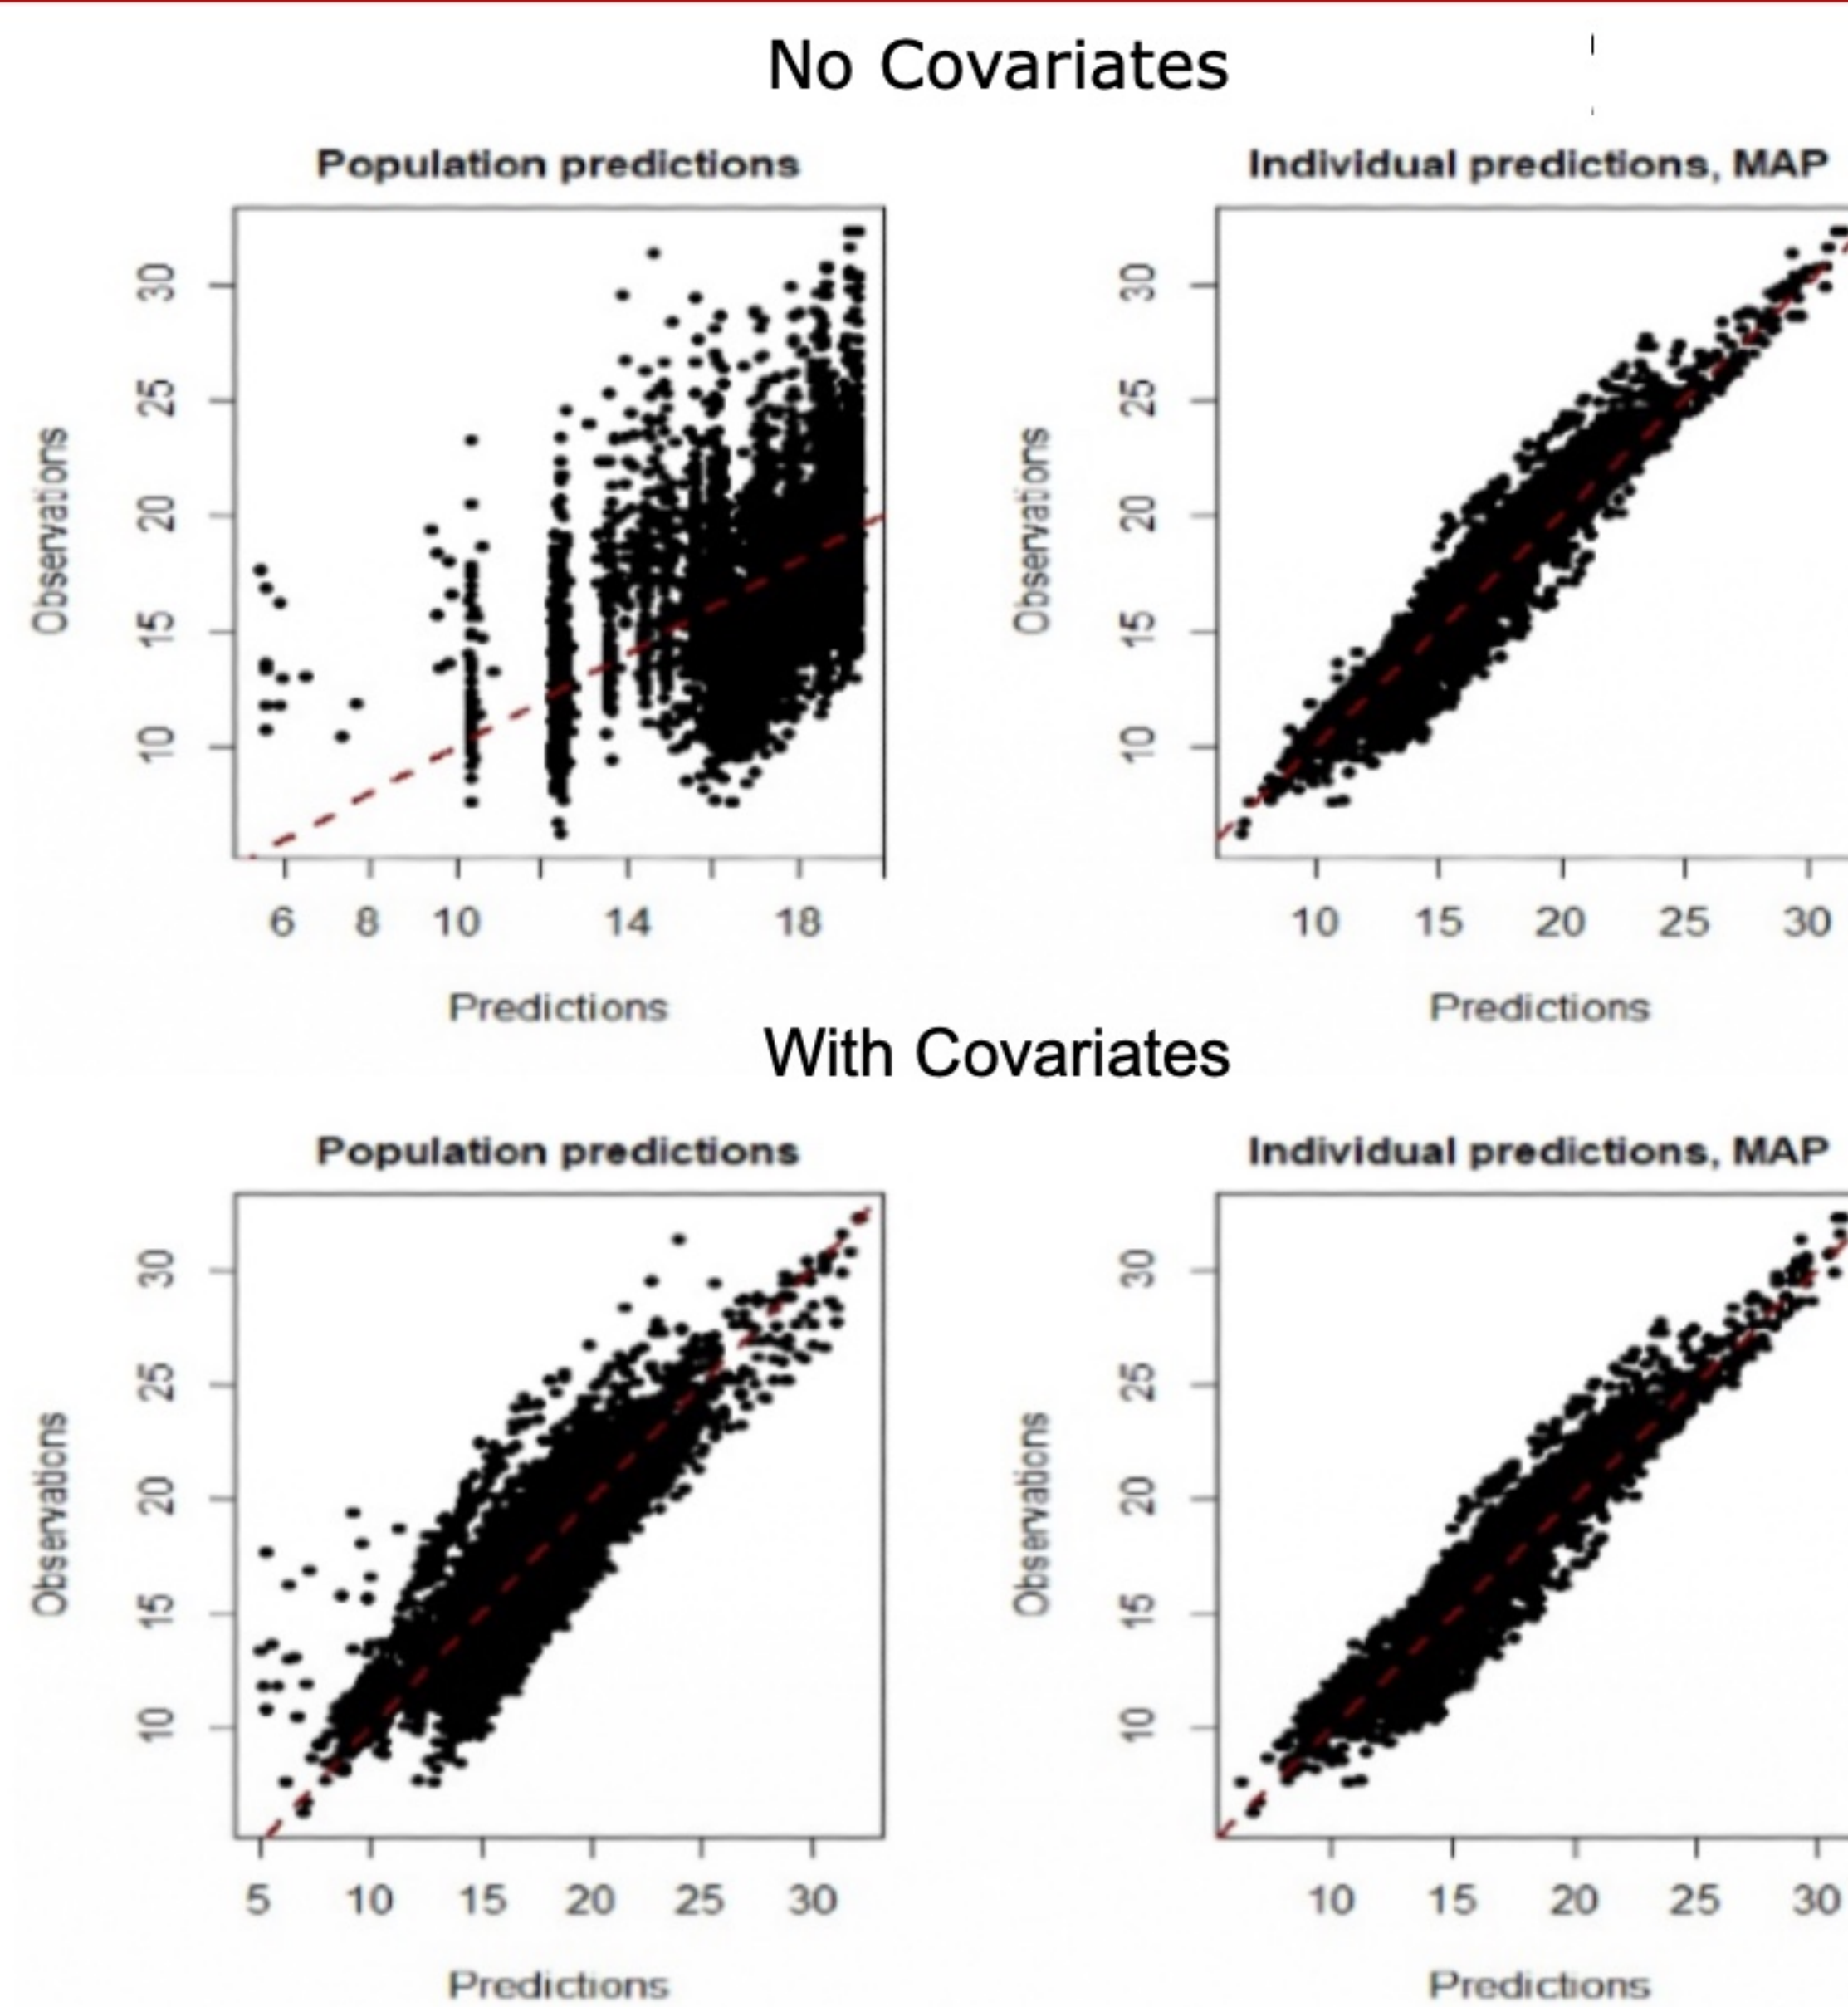 No Covariates
Population predictions
Individual predictions, MAP
Observations
30
25
20
15
10
6 8 10 14 18
Predictions
Observations
30
25
20
15
10
10 15 20 25 30
Predictions
With Covariates
Population predictions
Individual predictions, MAP
Observations
30
25
20
15
10
5 10 15 20 25 30
Predictions
Observations
30
25
20
15
10
10 15 20 25 30
Predictions